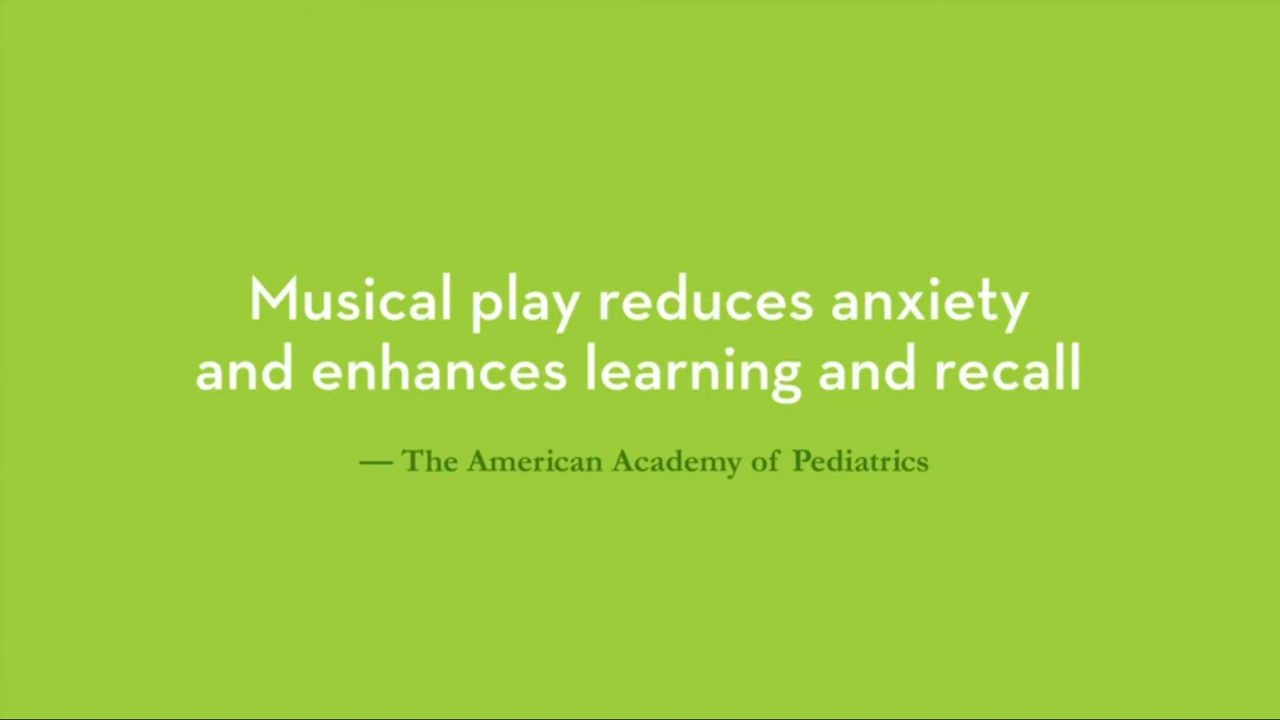 Musical play reduces anxiety
and enhances learning and recall
— The American Academy of Pediatrics